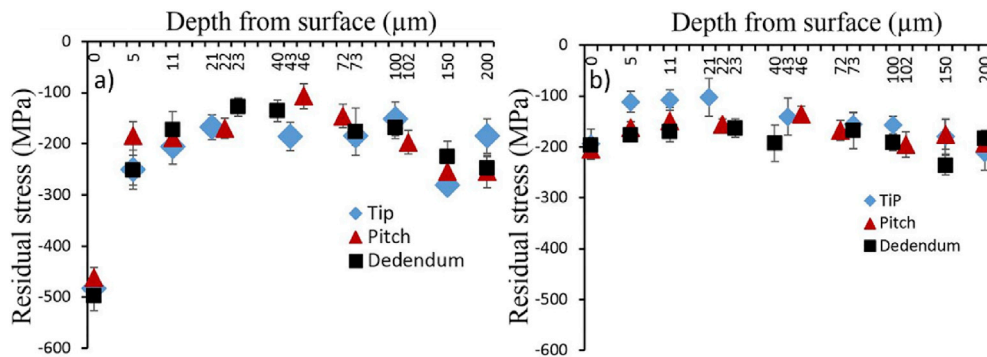 Depth from surface (µm)
0 5 11 21 22 23 40 43 46 72 73 100 102 150 200
a)
0
-100
-200
-300
-400
-500
-600
Residual stress (MPa)
Tip
Pitch
Dedendum
Depth from surface (µm)
0 5 11 21 22 23 40 43 46 72 73 100 102 150 200
b)
0
-100
-200
-300
-400
-500
-600
Residual stress (MPa)
TiP
Pitch
Dedendum